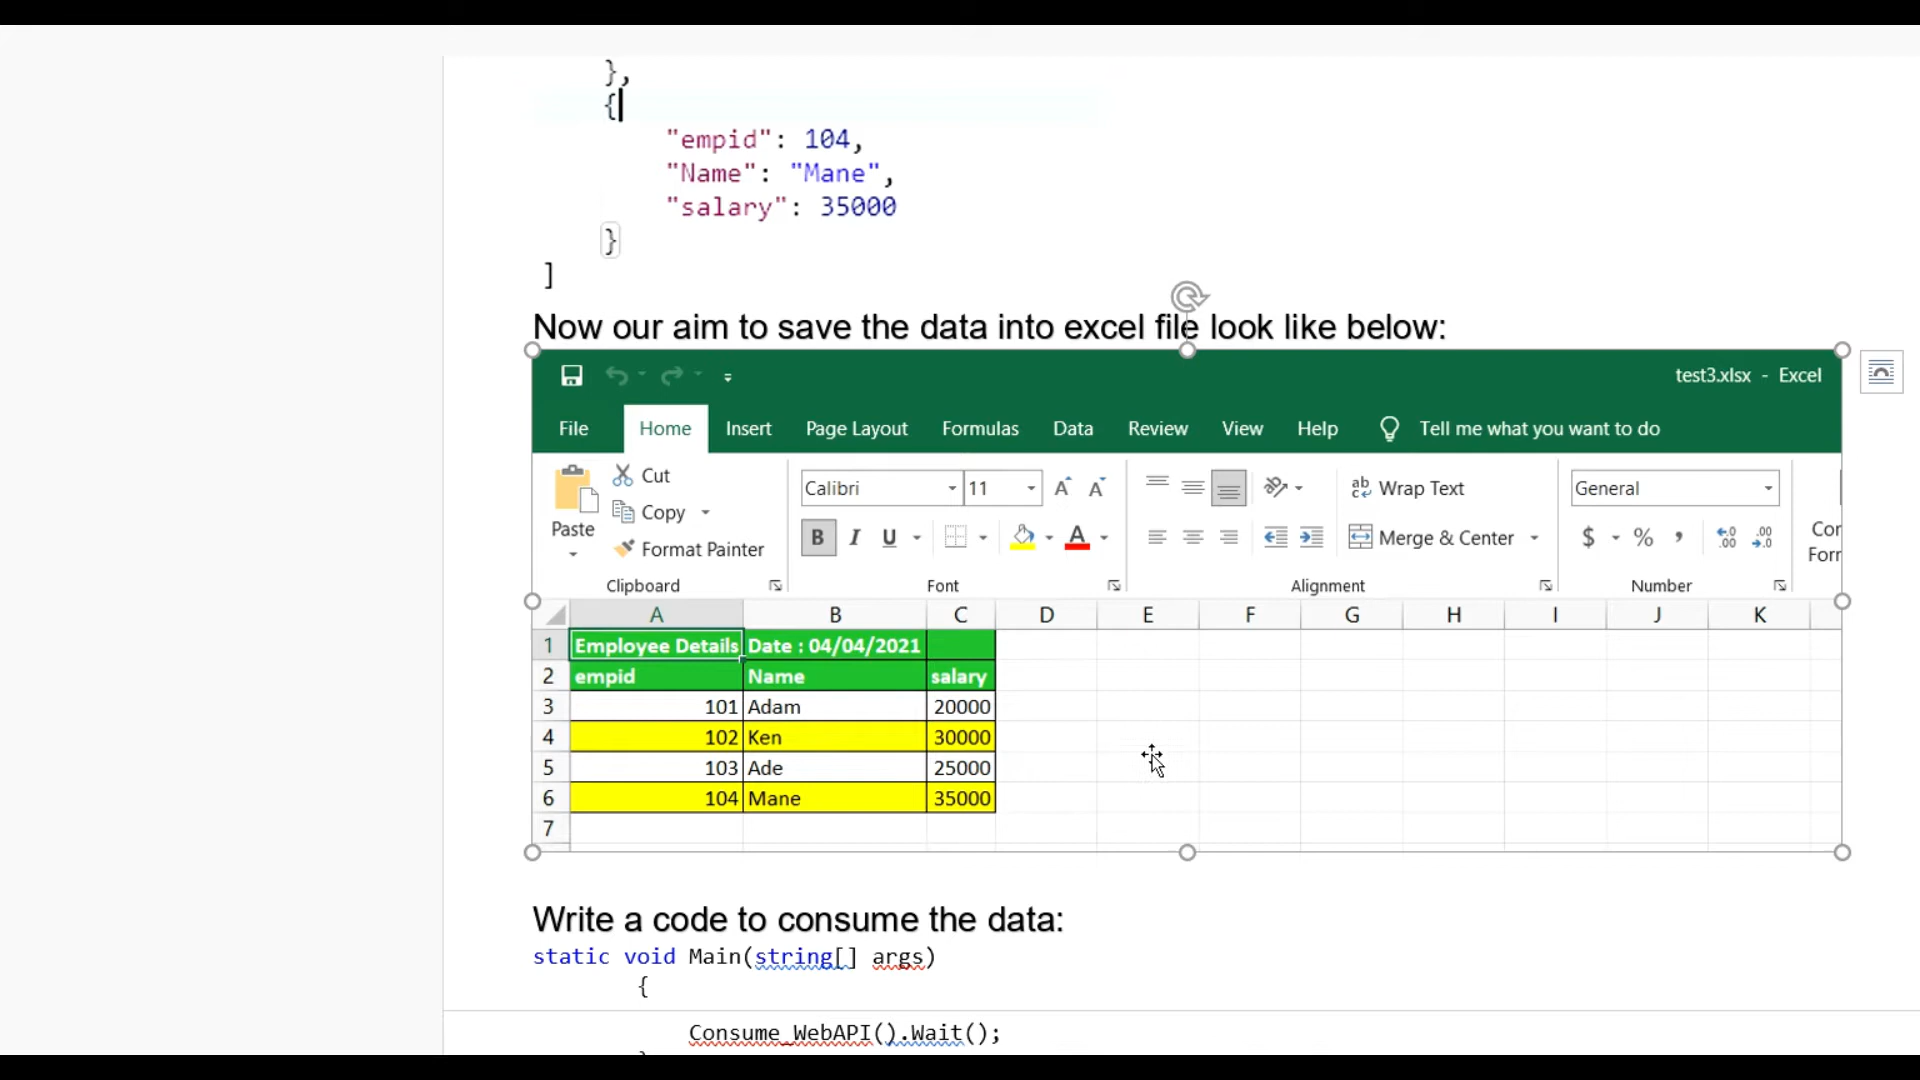 },
{
"empid": 104,
"Name": "Mane",
"salary": 35000
}
]
Now our aim to save the data into excel file look like below:
test3.xlsx - Excel
File Home Insert Page Layout Formulas Data Review View Help Tell me what you want to do
Cut
Copy
Paste
Format Painter
Clipboard
Calibri 11
B I U
Font
Wrap Text
Merge & Center
Alignment
General
$ % ,
Number
Con
Forr
A B C D E F G H I J K
1 Employee Details Date : 04/04/2021
2 empid Name salary
3 101 Adam 20000
4 102 Ken 30000
5 103 Ade 25000
6 104 Mane 35000
7
Write a code to consume the data:
static void Main(string[] args)
{
Consume_WebAPI().Wait();